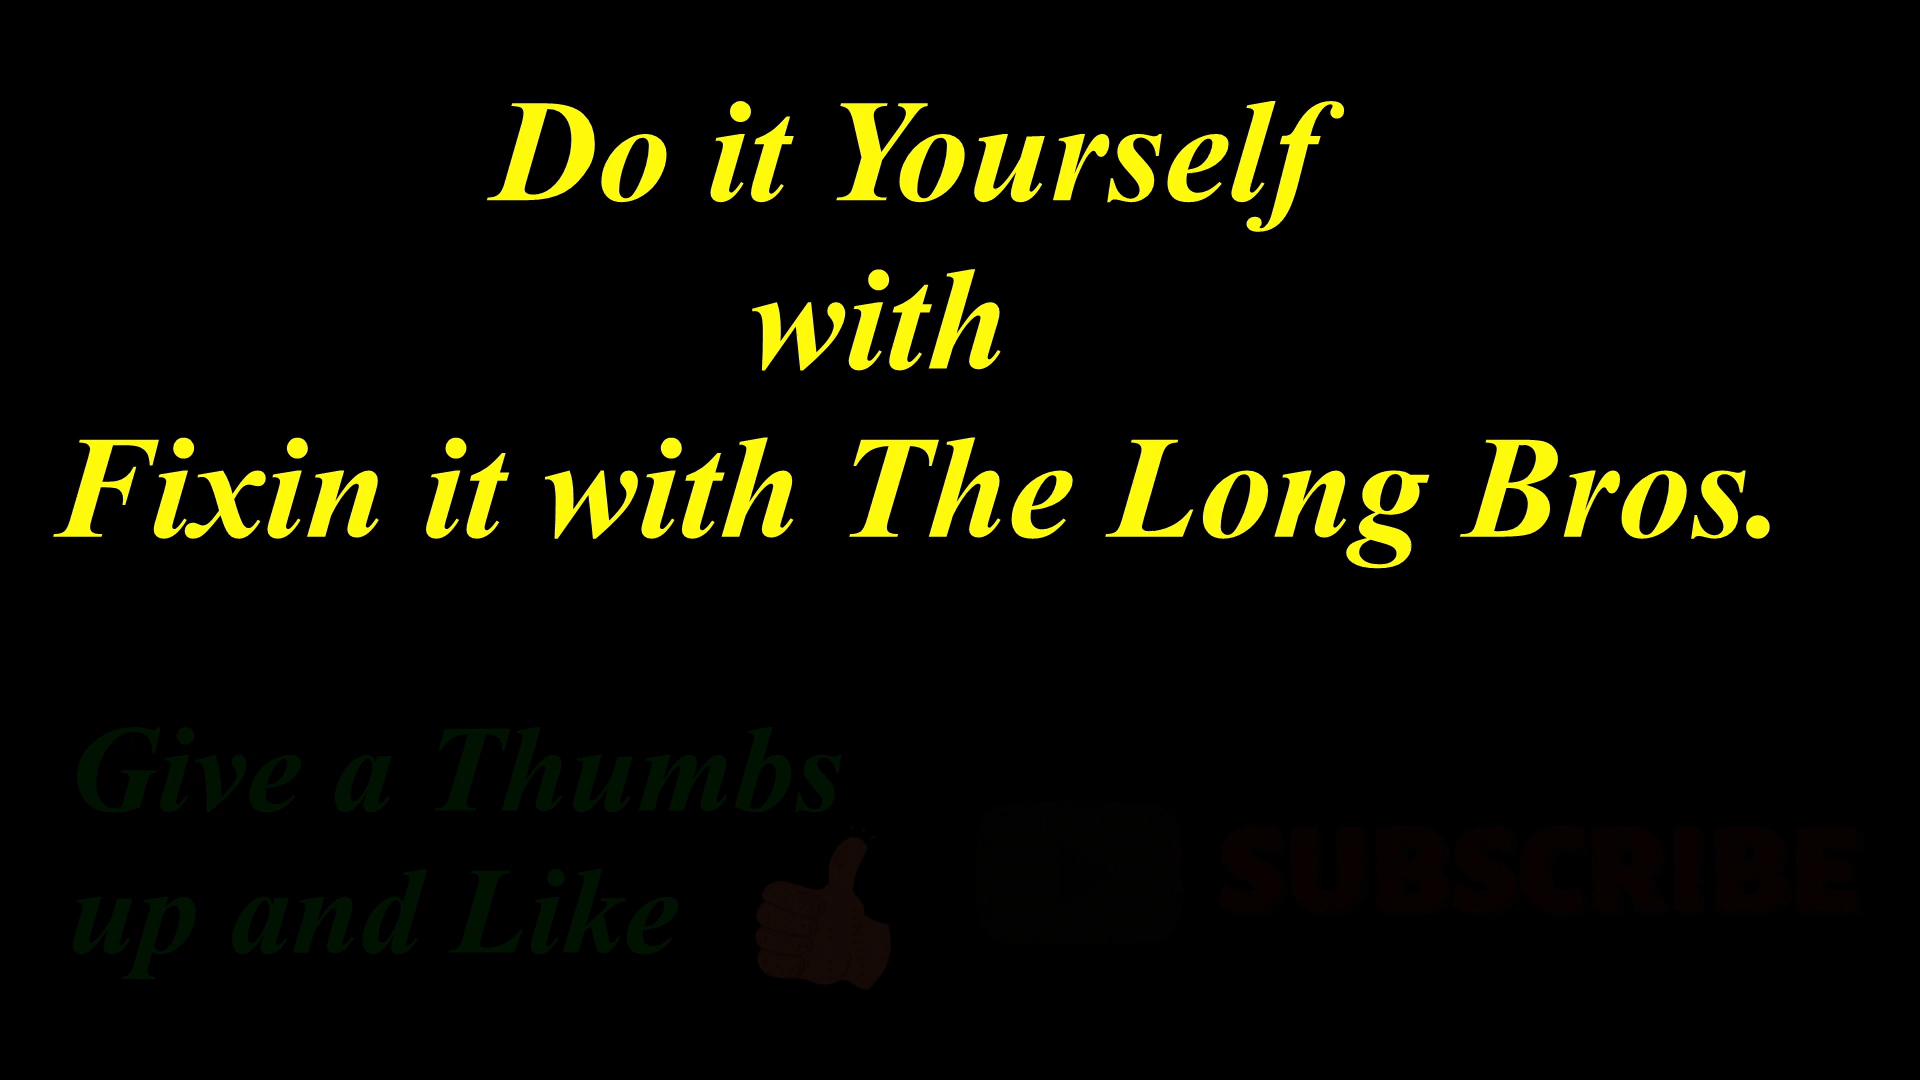 Do it Yourself
with
Fixin it with The Long Bros.
Give a Thumbs
up and Like
SUBSCRIBE